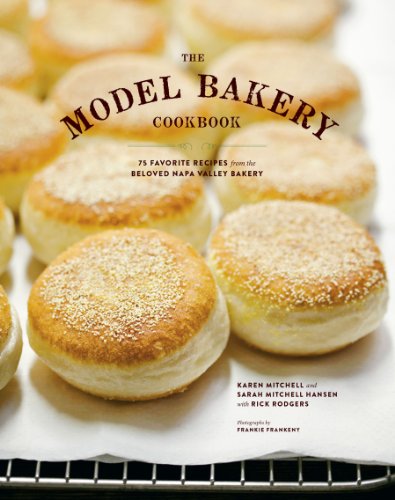 THE
MODEL BAKERY
COOKBOOK
75 FAVORITE RECIPES from the
BELOVED NAPA VALLEY BAKERY
KAREN MITCHELL and
SARAH MITCHELL HANSEN
with RICK RODGERS
Photographs by
FRANKIE FRANKENY